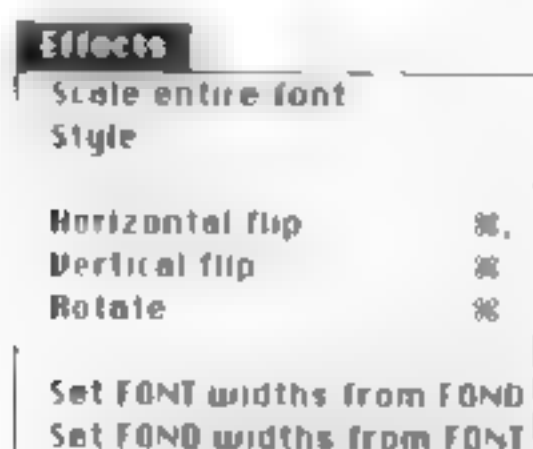 Effects
Scale entire font
Style
Horizontal flip ⌘,
Vertical flip ⌘
Rotate ⌘
Set FONT widths from FOND
Set FOND widths from FONT